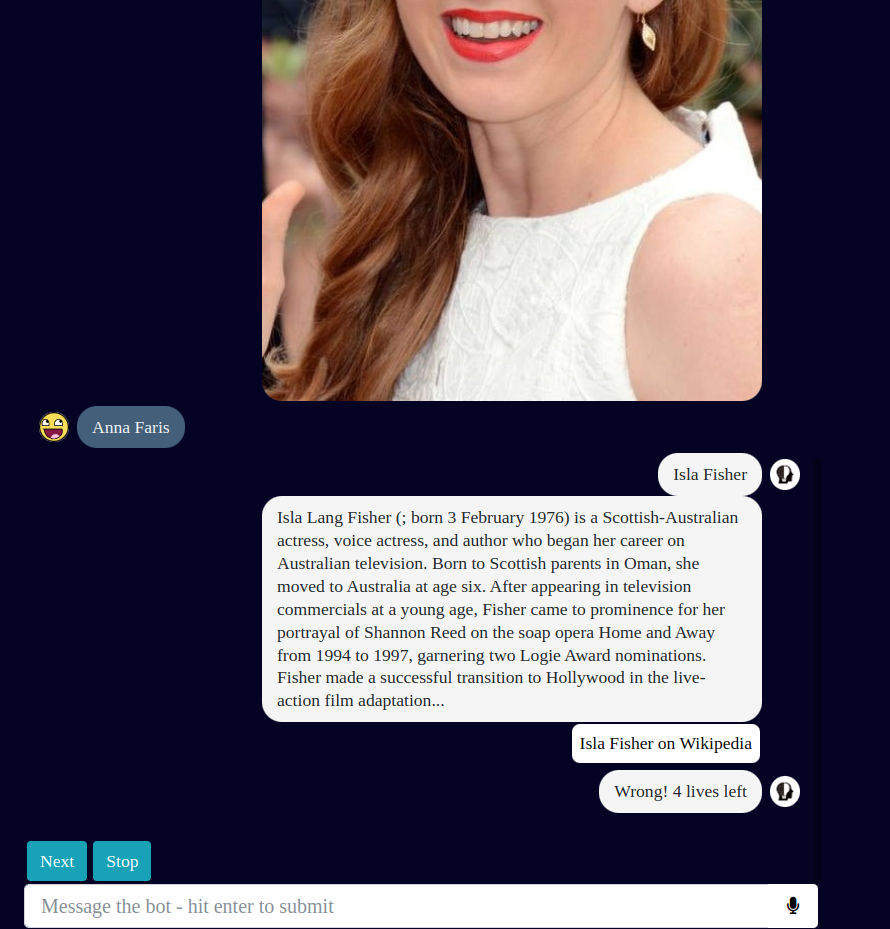 Anna Faris
Isla Fisher
Isla Lang Fisher (; born 3 February 1976) is a Scottish-Australian
actress, voice actress, and author who began her career on
Australian television. Born to Scottish parents in Oman, she
moved to Australia at age six. After appearing in television
commercials at a young age, Fisher came to prominence for her
portrayal of Shannon Reed on the soap opera Home and Away
from 1994 to 1997, garnering two Logie Award nominations.
Fisher made a successful transition to Hollywood in the live-
action film adaptation...
Isla Fisher on Wikipedia
Wrong! 4 lives left
Next Stop
Message the bot - hit enter to submit